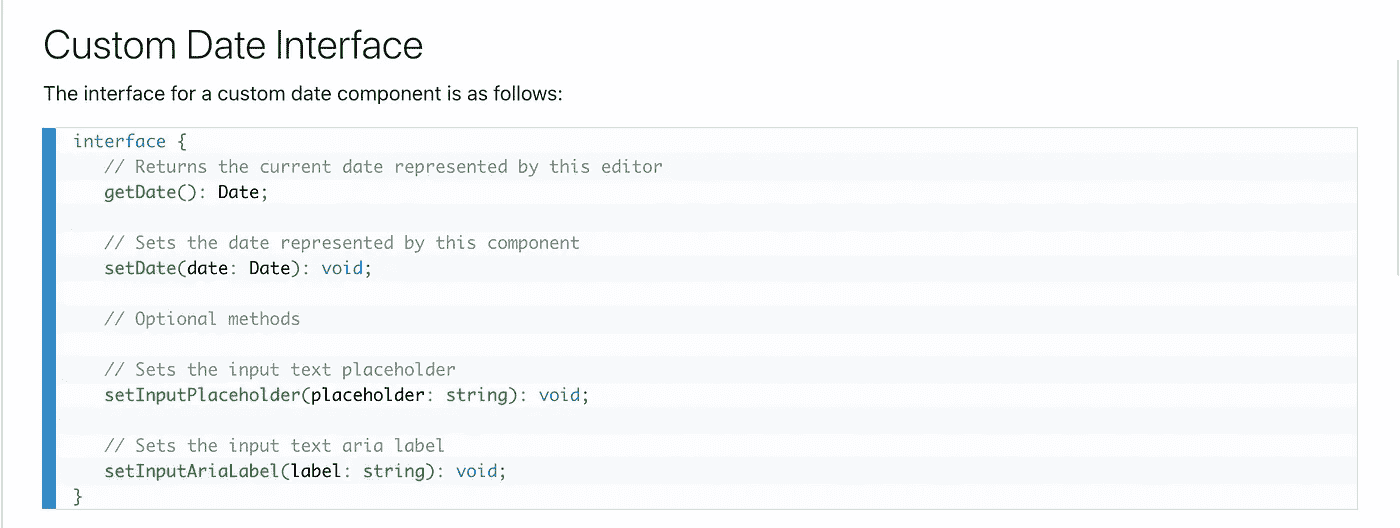 Custom Date Interface
The interface for a custom date component is as follows:
interface {
// Returns the current date represented by this editor
getDate(): Date;
// Sets the date represented by this component
setDate(date: Date): void;
// Optional methods
// Sets the input text placeholder
setInputPlaceholder(placeholder: string): void;
// Sets the input text aria label
setInputAriaLabel(label: string): void;
}